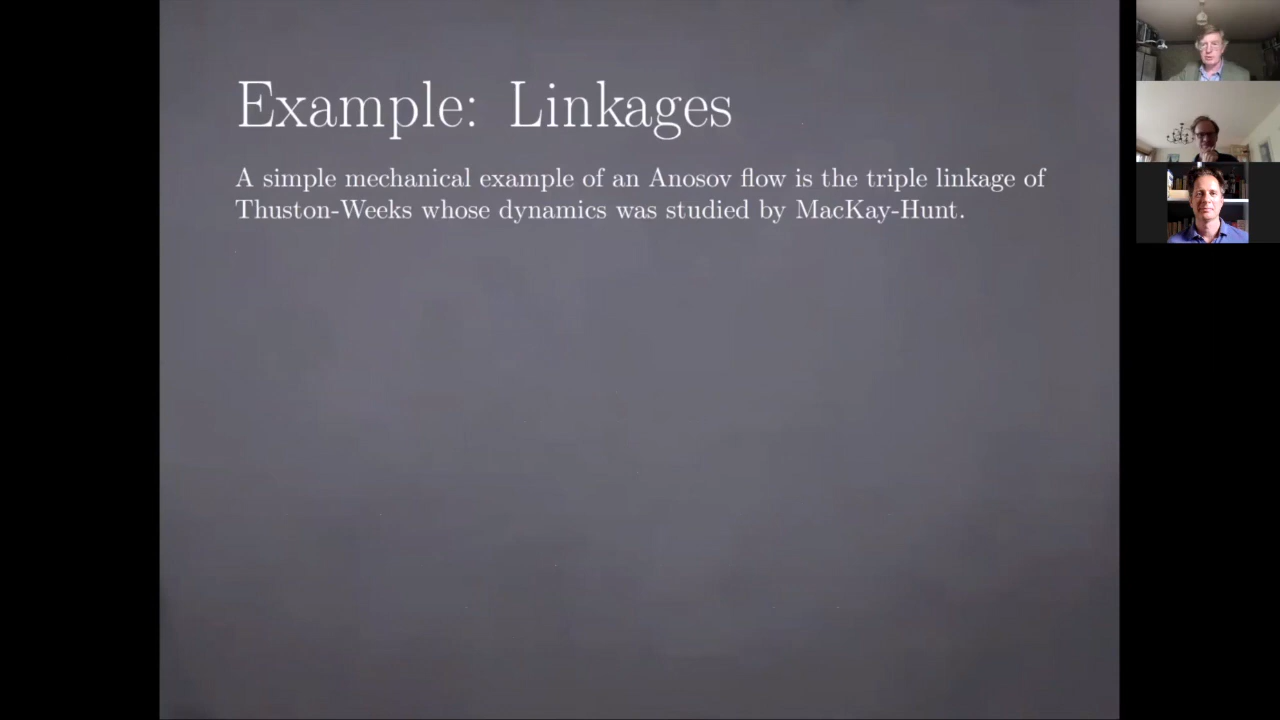 Example: Linkages
A simple mechanical example of an Anosov flow is the triple linkage of
Thuston-Weeks whose dynamics was studied by MacKay-Hunt.